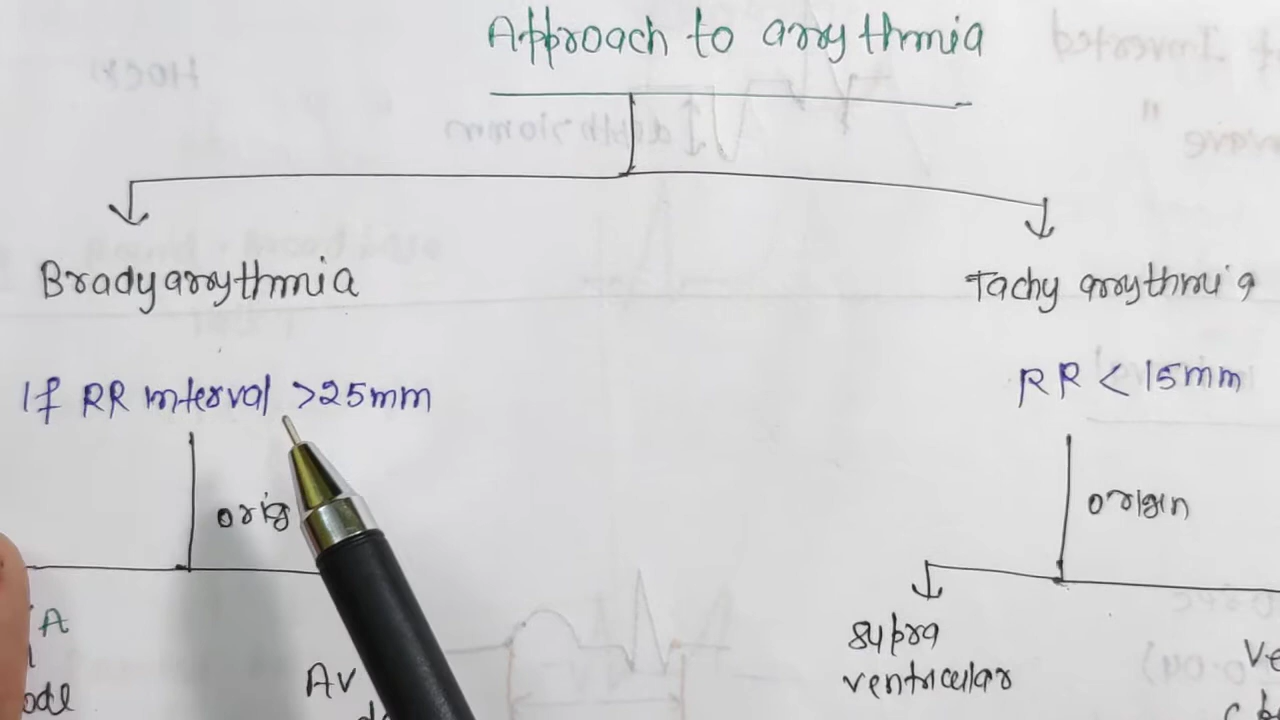 Approach to arrythmia
Bradyarrythmia
Tachy arrythmia
If RR interval >25mm
RR < 15mm
origin
supra
ventricular
A
AV